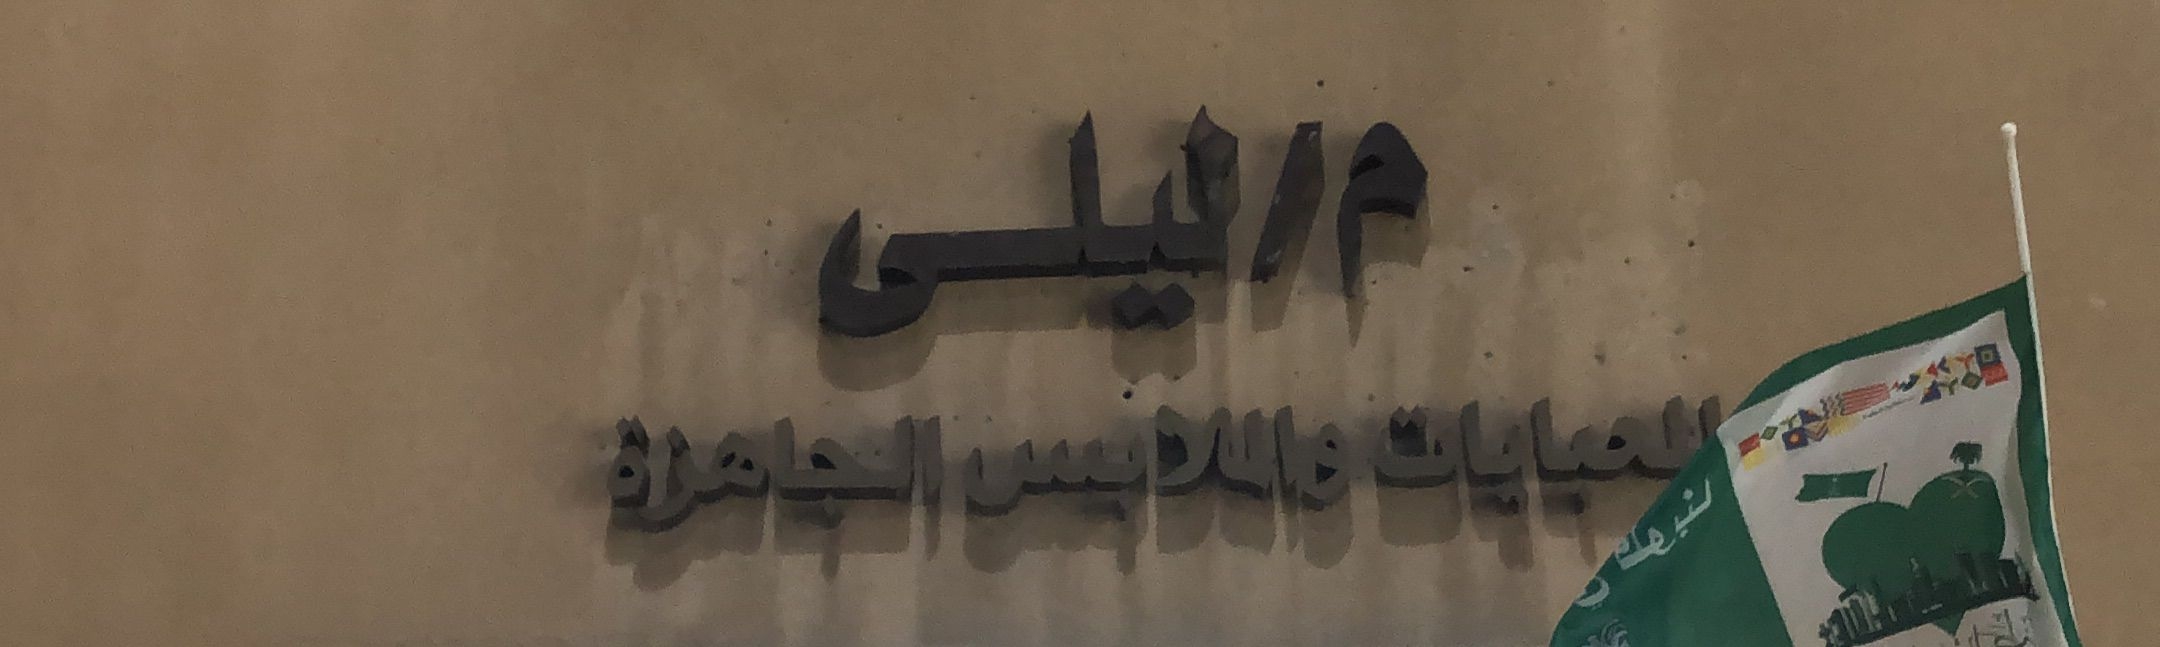 م/ ليلى
للعبايات والملابس الجاهزة